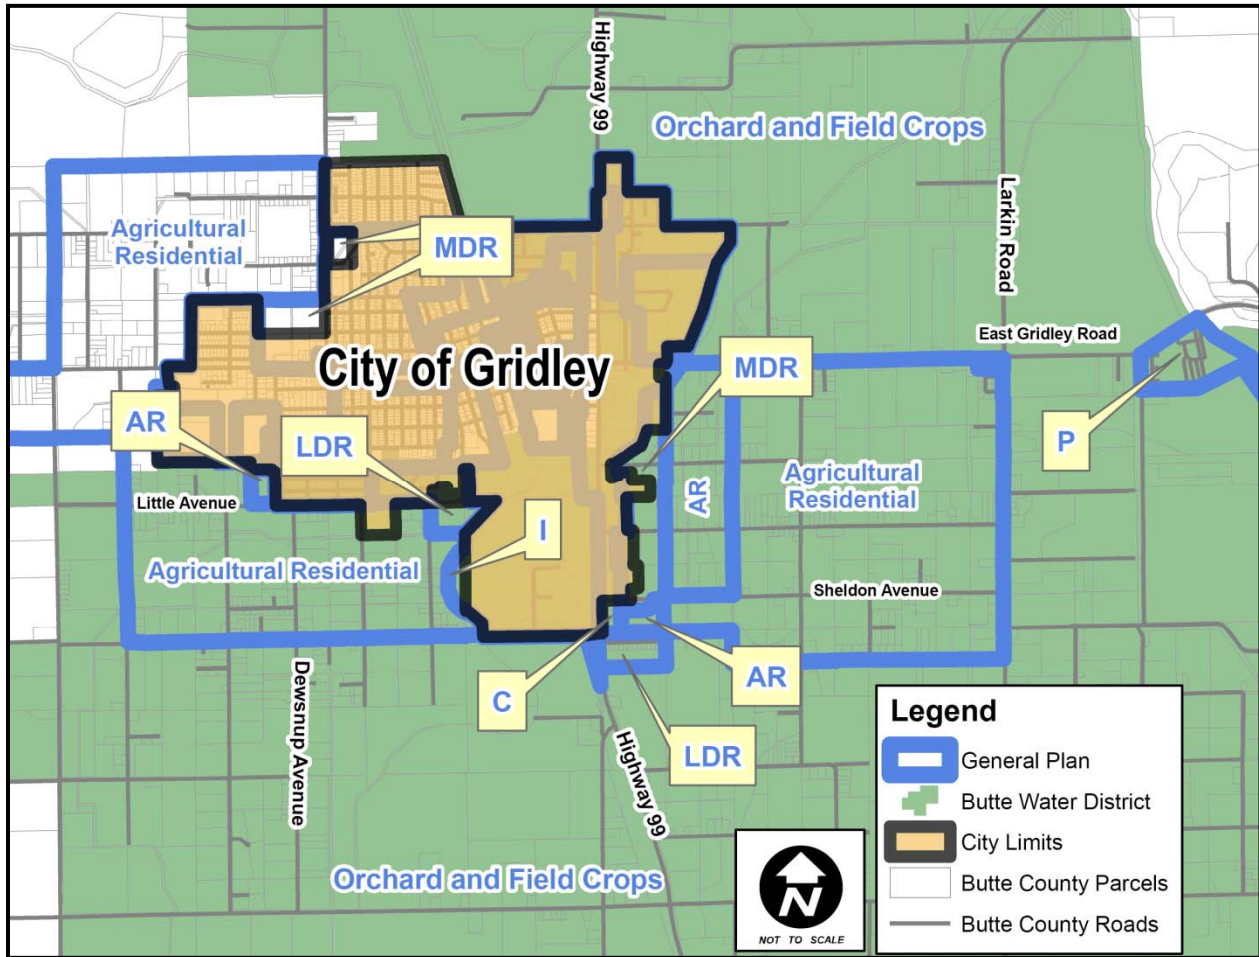 Highway 99
Orchard and Field Crops
Larkin Road
Agricultural
Residential
MDR
East Gridley Road
City of Gridley
MDR
AR
LDR
P
AR
Agricultural
Residential
Little Avenue
I
Agricultural Residential
Sheldon Avenue
Dewsnup Avenue
C
AR
LDR
Highway 99
Orchard and Field Crops
N
NOT TO SCALE
Legend
General Plan
Butte Water District
City Limits
Butte County Parcels
Butte County Roads